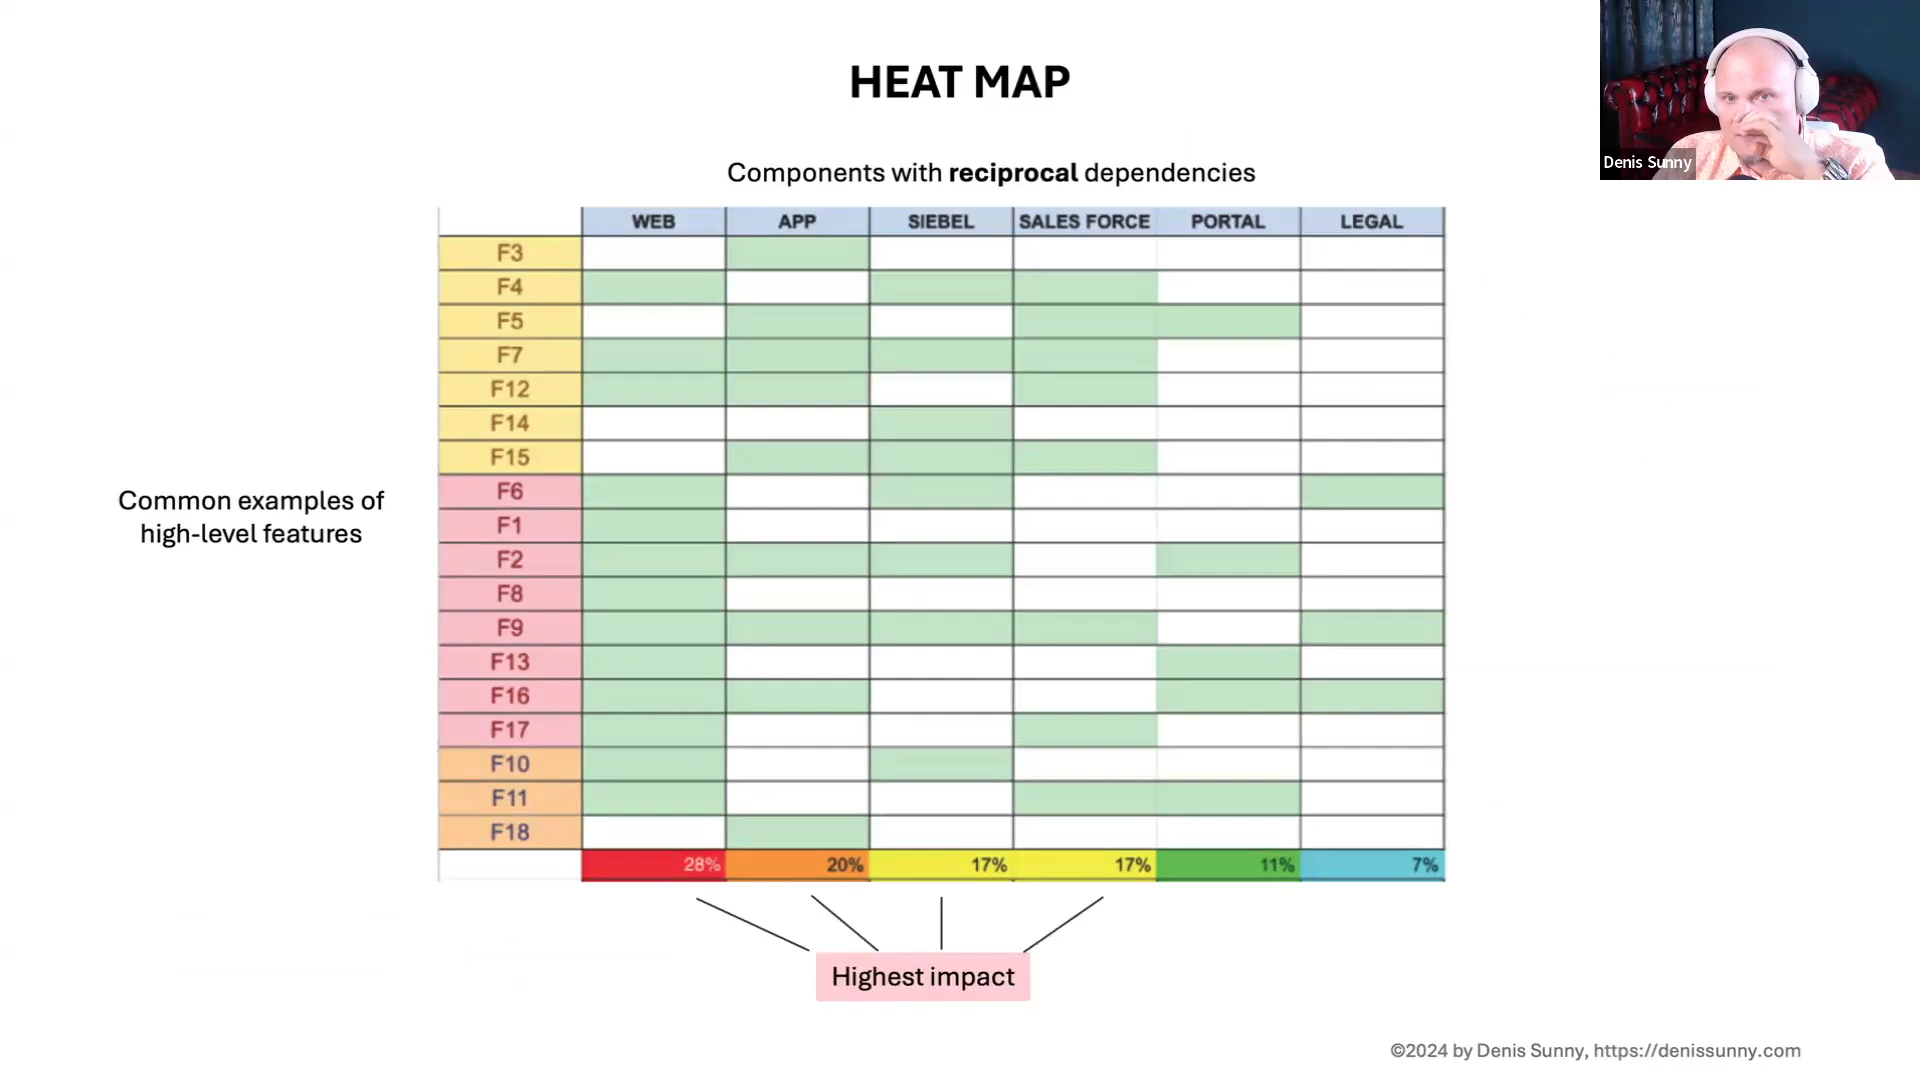 HEAT MAP
Denis Sunny
Components with reciprocal dependencies
WEB APP SIEBEL SALES FORCE PORTAL LEGAL
F3
F4
F5
F7
F12
F14
F15
F6
F1
F2
F8
F9
F13
F16
F17
F10
F11
F18
Common examples of
high-level features
28% 20% 17% 17% 11% 7%
Highest impact
©2024 by Denis Sunny, https://denissunny.com